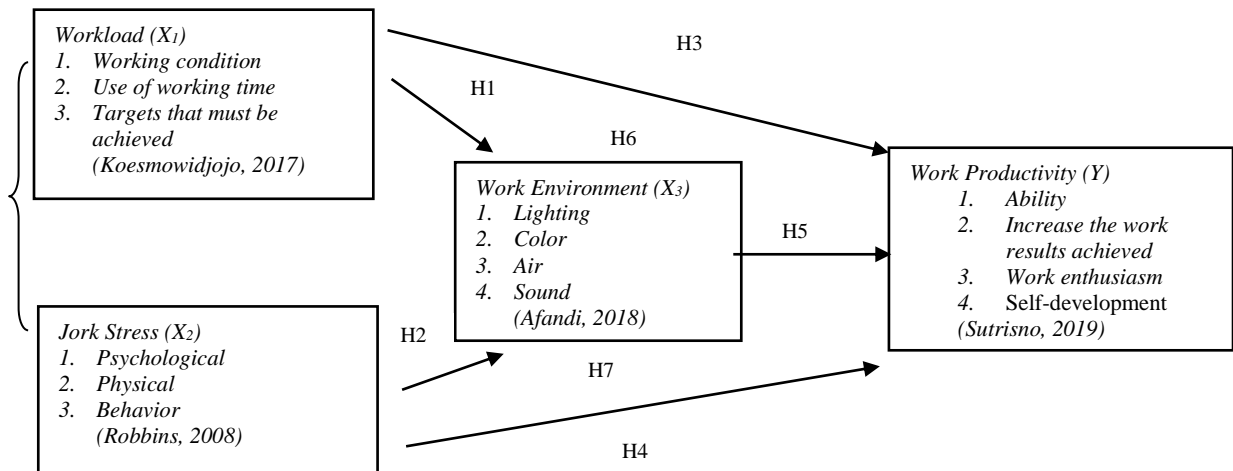 Workload (X1)
1. Working condition
2. Use of working time
3. Targets that must be
achieved
(Koesmowidjojo, 2017)
H3
H1
H6
Work Environment (X3)
1. Lighting
2. Color
3. Air
4. Sound
(Afandi, 2018)
H5
Work Productivity (Y)
1. Ability
2. Increase the work
results achieved
3. Work enthusiasm
4. Self-development
(Sutrisno, 2019)
Jork Stress (X2)
1. Psychological
2. Physical
3. Behavior
(Robbins, 2008)
H2
H7
H4